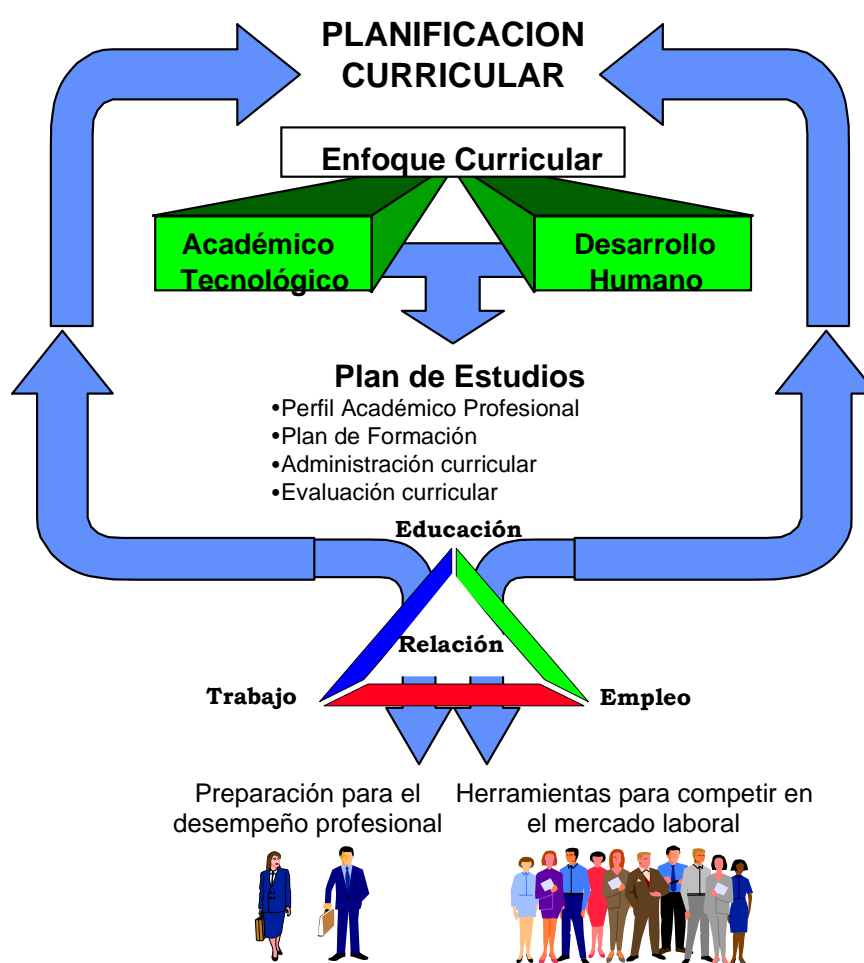 PLANIFICACION
CURRICULAR
Enfoque Curricular
Académico
Tecnológico
Desarrollo
Humano
Plan de Estudios
•Perfil Académico Profesional
•Plan de Formación
•Administración curricular
•Evaluación curricular
Educación
Relación
Trabajo
Empleo
Preparación para el
desempeño profesional
Herramientas para competir en
el mercado laboral